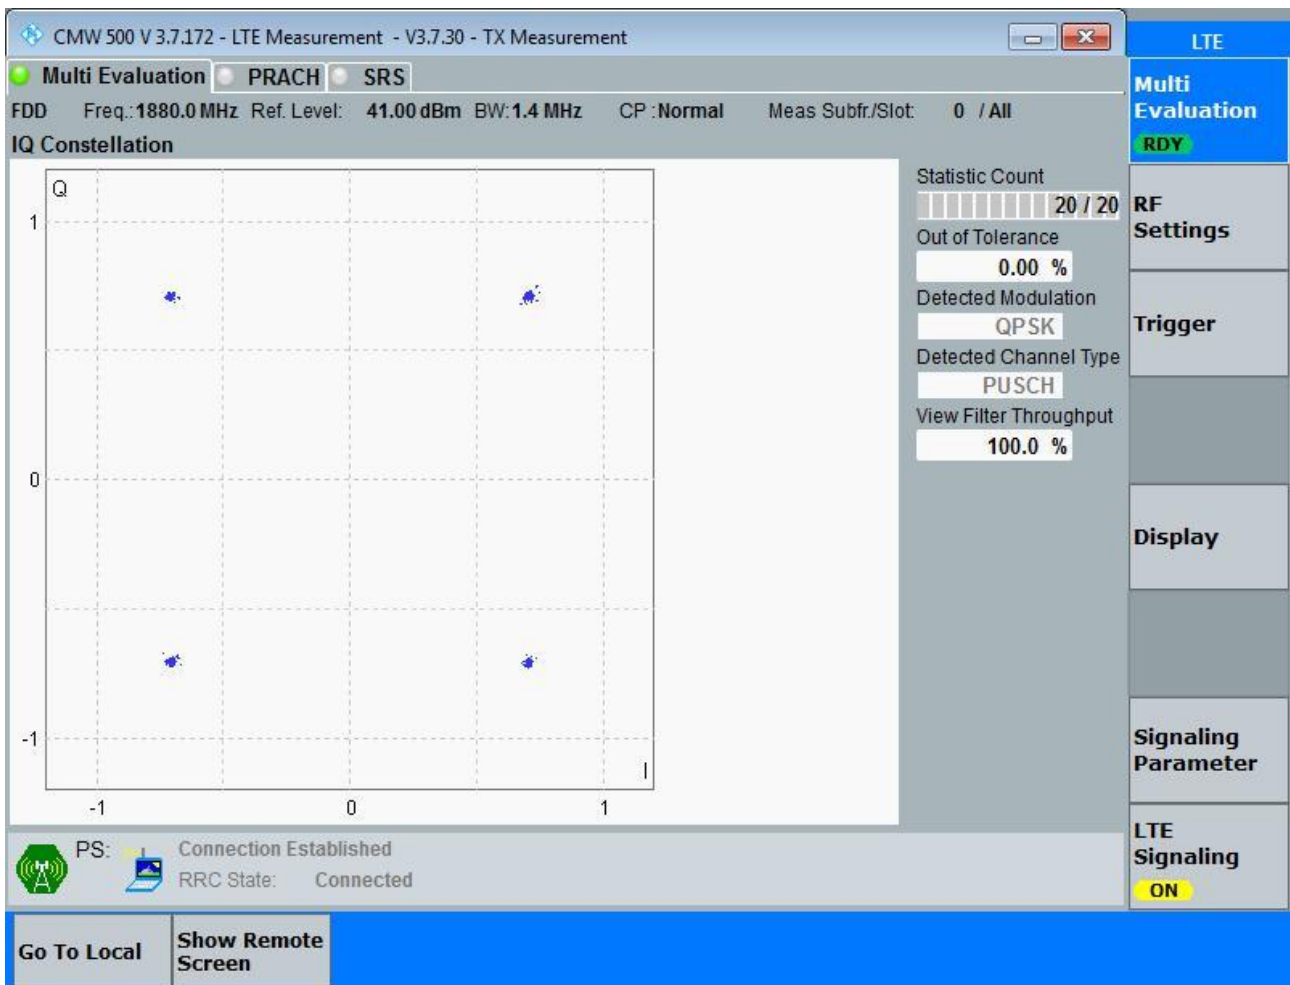 CMW 500 V 3.7.172 - LTE Measurement - V3.7.30 - TX Measurement
LTE
Multi Evaluation PRACH SRS
FDD Freq.:1880.0 MHz Ref. Level: 41.00 dBm BW:1.4 MHz CP :Normal Meas Subfr./Slot: 0 / All
IQ Constellation
Q
1
0
-1
I
-1 0 1
Statistic Count
20 / 20
Out of Tolerance
0.00 %
Detected Modulation
QPSK
Detected Channel Type
PUSCH
View Filter Throughput
100.0 %
Multi
Evaluation
RDY
RF
Settings
Trigger
Display
Signaling
Parameter
LTE
Signaling
ON
PS: Connection Established
RRC State: Connected
Go To Local
Show Remote
Screen